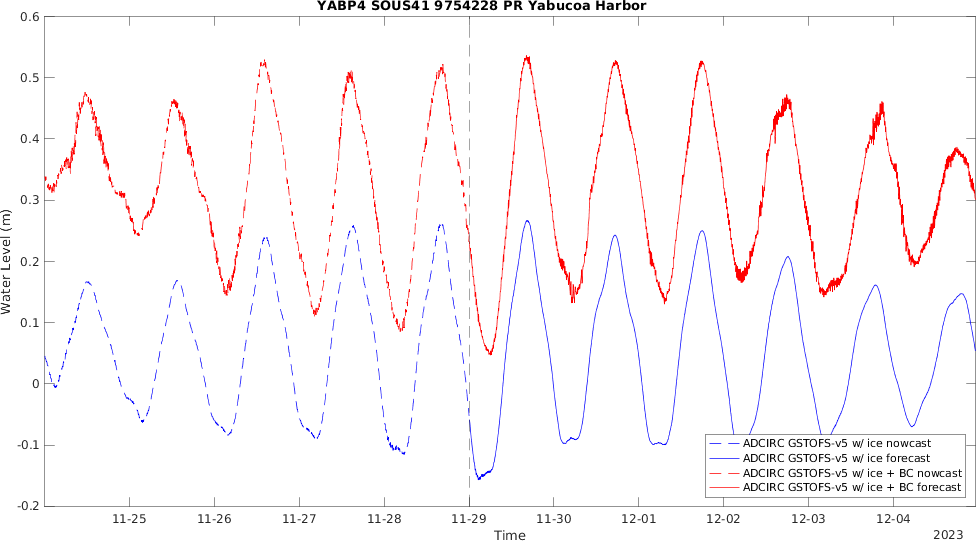 YABP4 SOUS41 9754228 PR Yabucoa Harbor
0.6
0.5
0.4
0.3
0.2
0.1
0
-0.1
-0.2
Water Level (m)
ADCIRC GSTOFS-v5 w/ ice nowcast
ADCIRC GSTOFS-v5 w/ ice forecast
ADCIRC GSTOFS-v5 w/ ice + BC nowcast
ADCIRC GSTOFS-v5 w/ ice + BC forecast
11-25 11-26 11-27 11-28 11-29 11-30 12-01 12-02 12-03 12-04
Time
2023